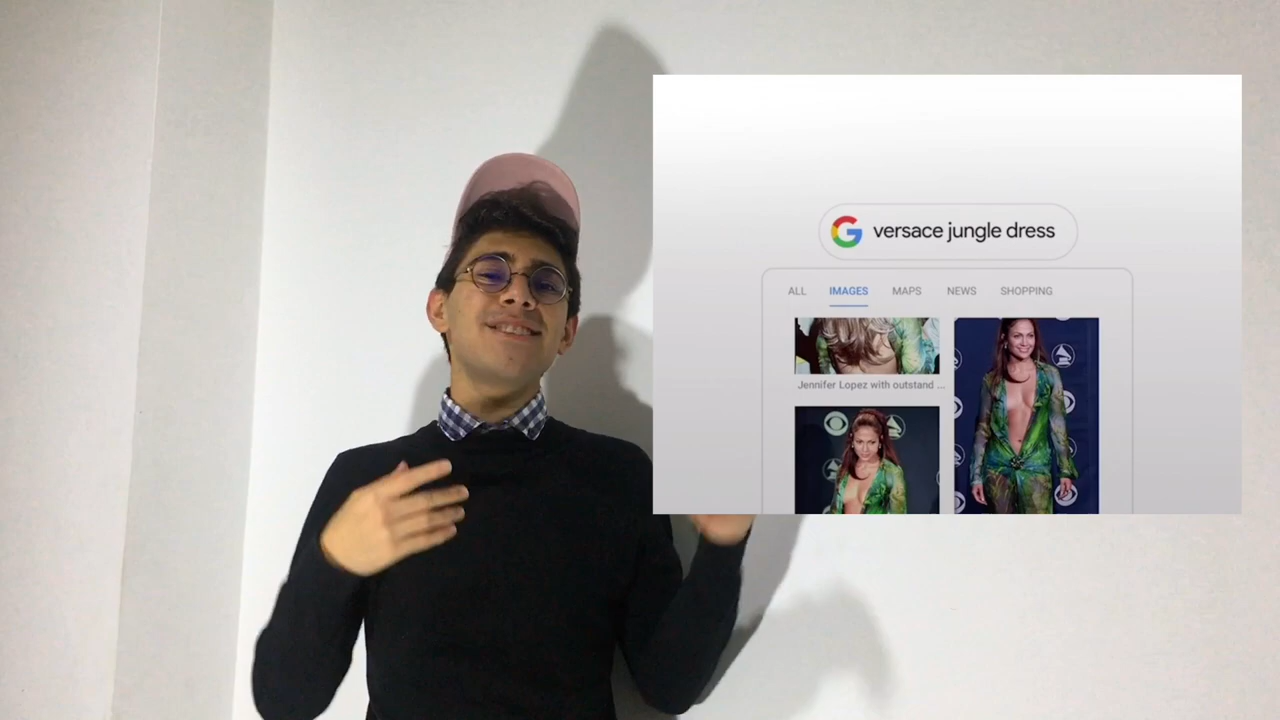 versace jungle dress
ALL IMAGES MAPS NEWS SHOPPING
Jennifer Lopez with outstand ...